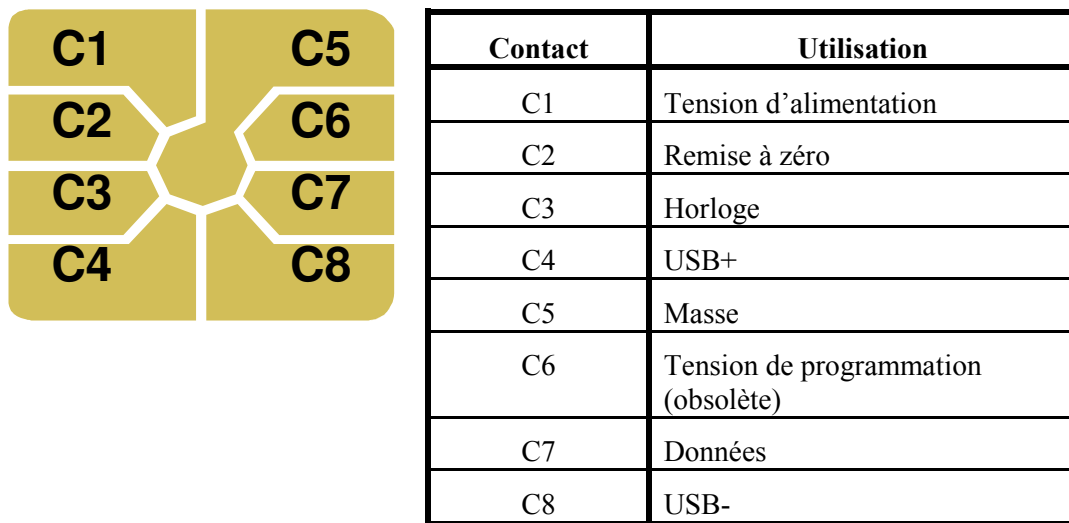 C1 C5
C2 C6
C3 C7
C4 C8
Contact Utilisation
C1 Tension d’alimentation
C2 Remise à zéro
C3 Horloge
C4 USB+
C5 Masse
C6 Tension de programmation
(obsolète)
C7 Données
C8 USB-